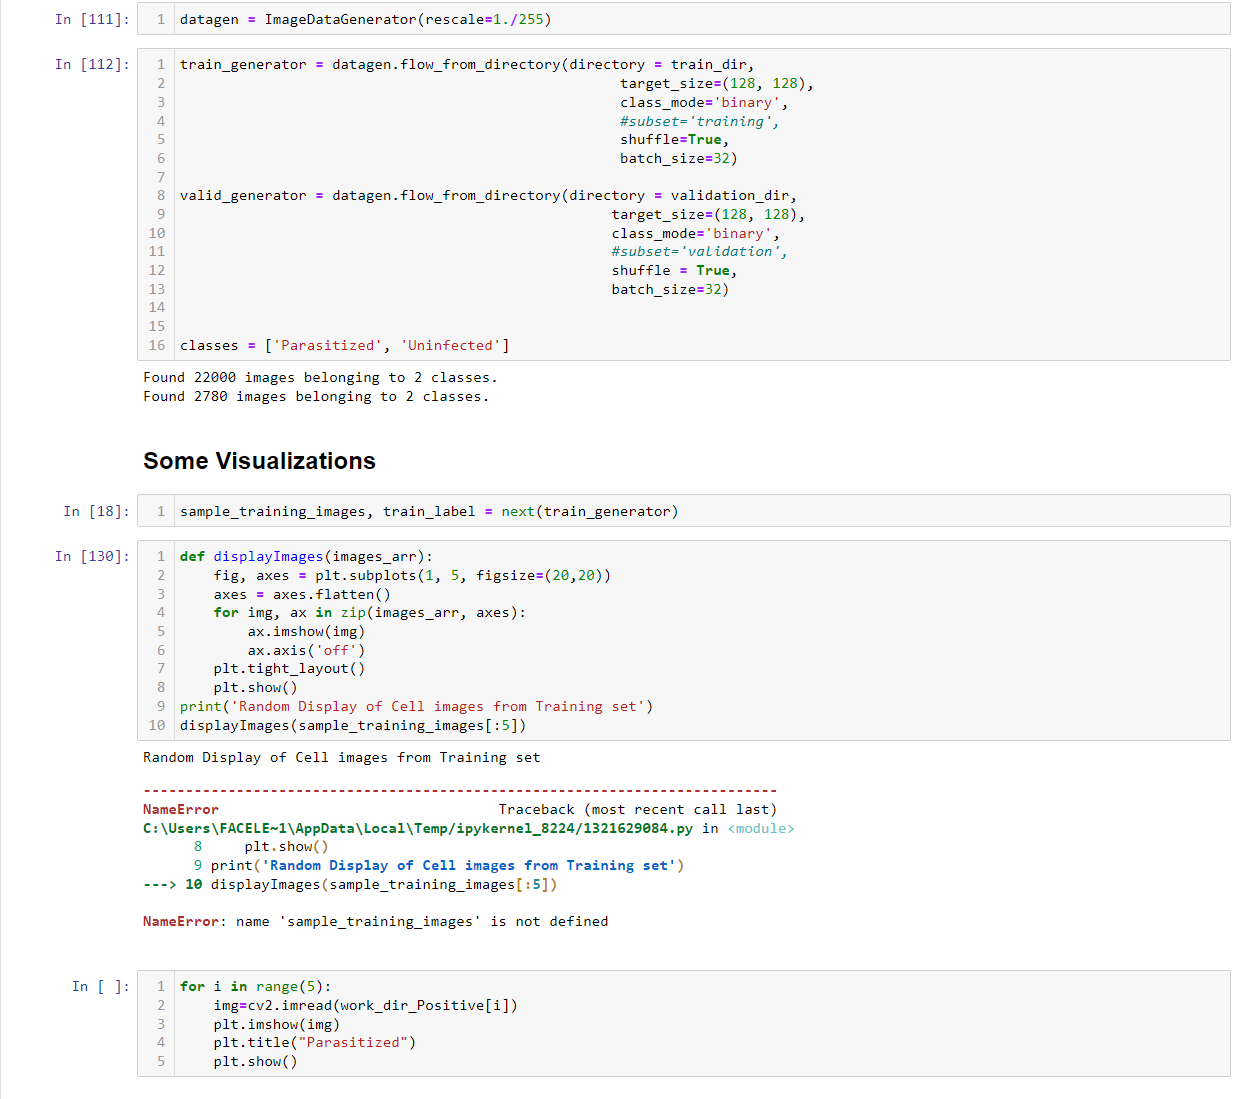 In [111]: 1 datagen = ImageDataGenerator(rescale=1./255)
In [112]: 1 train_generator = datagen.flow_from_directory(directory = train_dir,
2 target_size=(128, 128),
3 class_mode='binary',
4 #subset='training',
5 shuffle=True,
6 batch_size=32)
7
8 valid_generator = datagen.flow_from_directory(directory = validation_dir,
9 target_size=(128, 128),
10 class_mode='binary',
11 #subset='validation',
12 shuffle = True,
13 batch_size=32)
14
15
16 classes = ['Parasitized', 'Uninfected']
Found 22000 images belonging to 2 classes.
Found 2780 images belonging to 2 classes.
Some Visualizations
In [18]: 1 sample_training_images, train_label = next(train_generator)
In [130]: 1 def displayImages(images_arr):
2 fig, axes = plt.subplots(1, 5, figsize=(20,20))
3 axes = axes.flatten()
4 for img, ax in zip(images_arr, axes):
5 ax.imshow(img)
6 ax.axis('off')
7 plt.tight_layout()
8 plt.show()
9 print('Random Display of Cell images from Training set')
10 displayImages(sample_training_images[:5])
Random Display of Cell images from Training set
---------------------------------------------------------------------------
NameError Traceback (most recent call last)
C:\Users\FACELE~1\AppData\Local\Temp/ipykernel_8224/1321629084.py in <module>
8 plt.show()
9 print('Random Display of Cell images from Training set')
---> 10 displayImages(sample_training_images[:5])
NameError: name 'sample_training_images' is not defined
In [ ]: 1 for i in range(5):
2 img=cv2.imread(work_dir_Positive[i])
3 plt.imshow(img)
4 plt.title("Parasitized")
5 plt.show()